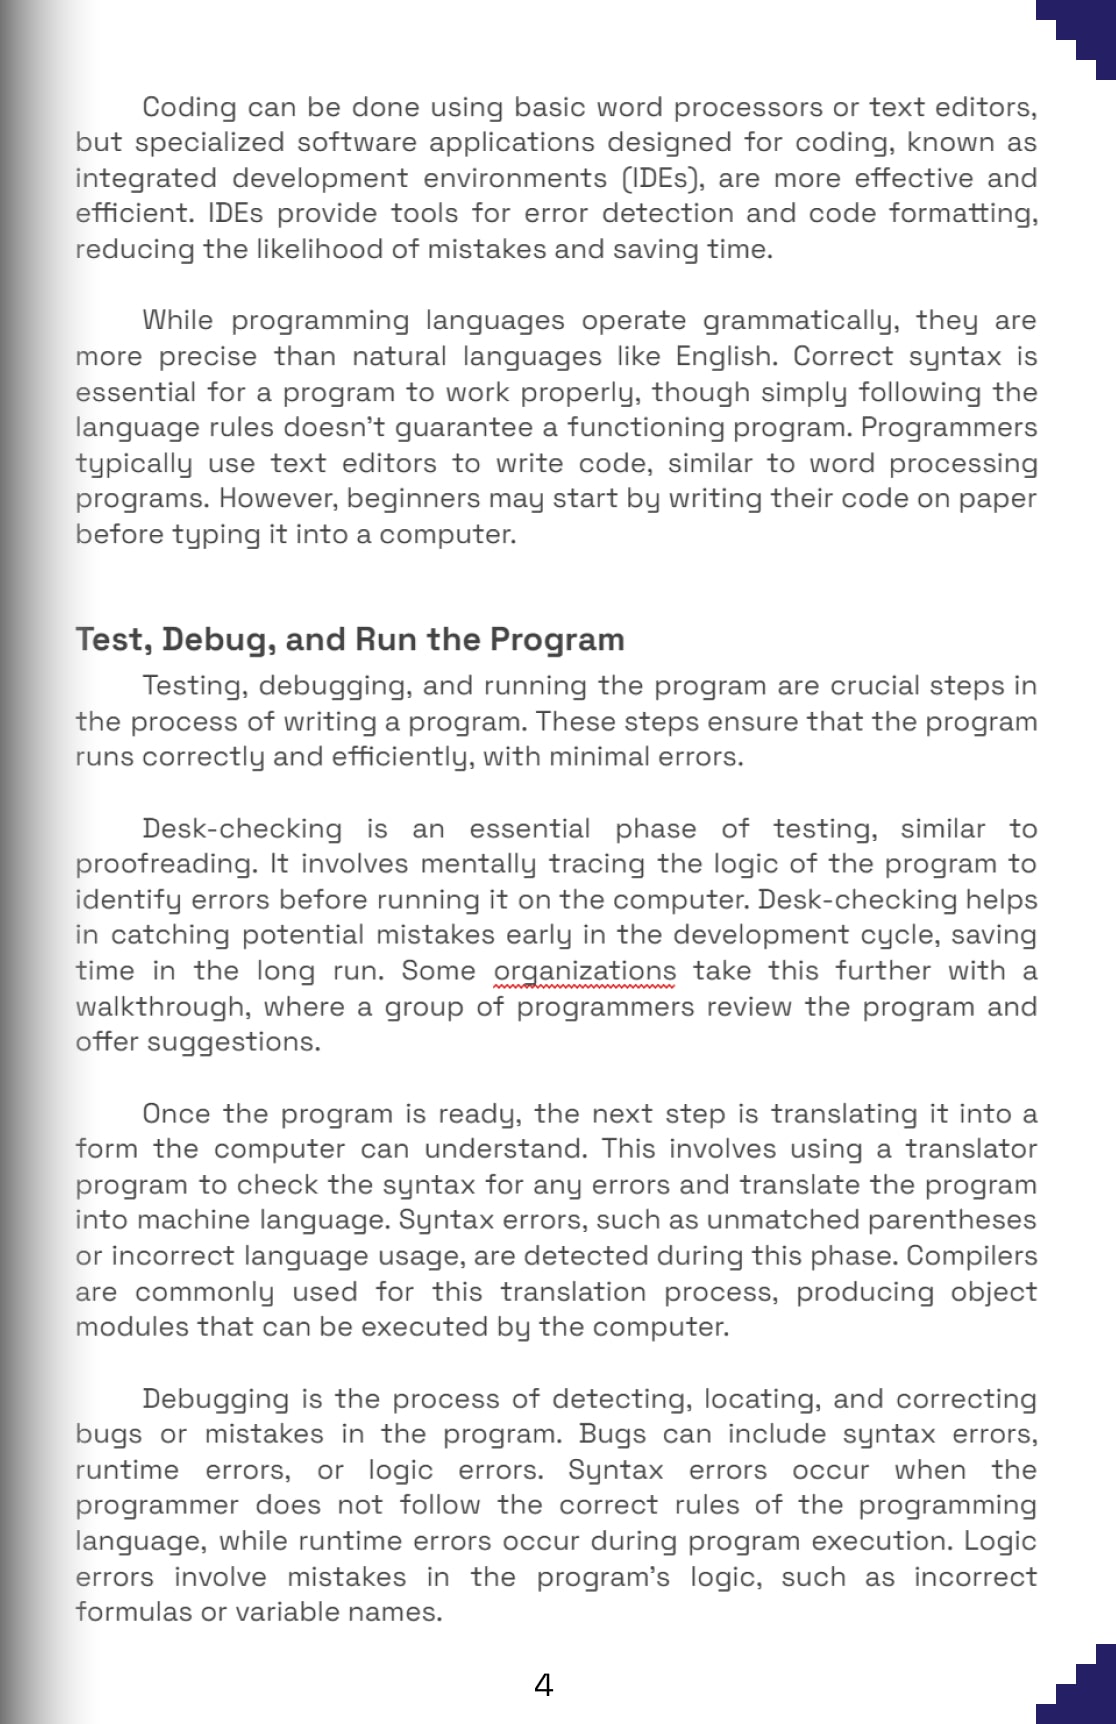 Coding can be done using basic word processors or text editors,
but specialized software applications designed for coding, known as
integrated development environments (IDEs), are more effective and
efficient. IDEs provide tools for error detection and code formatting,
reducing the likelihood of mistakes and saving time.
While programming languages operate grammatically, they are
more precise than natural languages like English. Correct syntax is
essential for a program to work properly, though simply following the
language rules doesn't guarantee a functioning program. Programmers
typically use text editors to write code, similar to word processing
programs. However, beginners may start by writing their code on paper
before typing it into a computer.
Test, Debug, and Run the Program
Testing, debugging, and running the program are crucial steps in
the process of writing a program. These steps ensure that the program
runs correctly and efficiently, with minimal errors.
Desk-checking is an essential phase of testing, similar to
proofreading. It involves mentally tracing the logic of the program to
identify errors before running it on the computer. Desk-checking helps
in catching potential mistakes early in the development cycle, saving
time in the long run. Some organizations take this further with a
walkthrough, where a group of programmers review the program and
offer suggestions.
Once the program is ready, the next step is translating it into a
form the computer can understand. This involves using a translator
program to check the syntax for any errors and translate the program
into machine language. Syntax errors, such as unmatched parentheses
or incorrect language usage, are detected during this phase. Compilers
are commonly used for this translation process, producing object
modules that can be executed by the computer.
Debugging is the process of detecting, locating, and correcting
bugs or mistakes in the program. Bugs can include syntax errors,
runtime errors, or logic errors. Syntax errors occur when the
programmer does not follow the correct rules of the programming
language, while runtime errors occur during program execution. Logic
errors involve mistakes in the program's logic, such as incorrect
formulas or variable names.
4